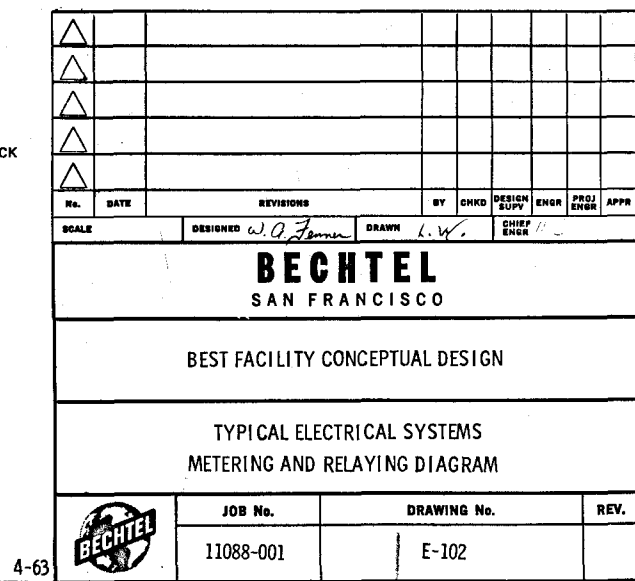 CK
No. DATE REVISIONS BY CHKD DESIGN SUPV ENGR PROJ ENGR APPR
SCALE DESIGNED W. A. Fenner DRAWN L. W. CHIEF ENGR
BECHTEL
SAN FRANCISCO
BEST FACILITY CONCEPTUAL DESIGN
TYPICAL ELECTRICAL SYSTEMS
METERING AND RELAYING DIAGRAM
BECHTEL
JOB No. DRAWING No. REV.
11088-001 E-102
4-63